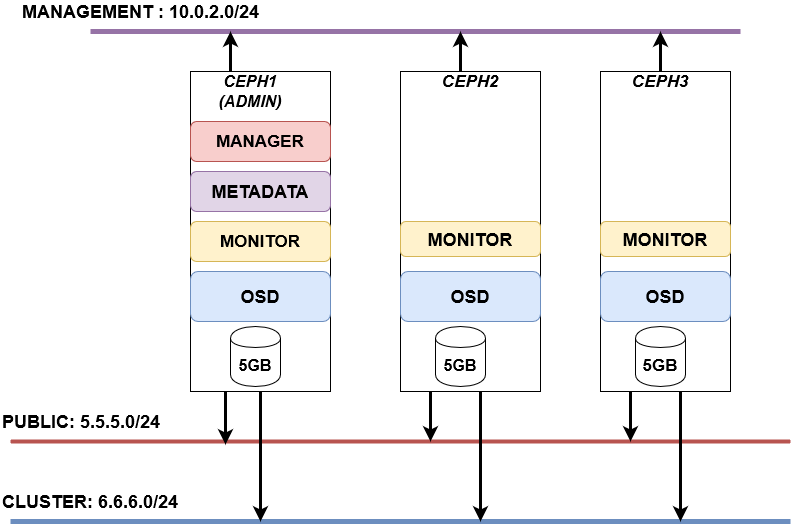 MANAGEMENT : 10.0.2.0/24
CEPH1
(ADMIN)
CEPH2
CEPH3
MANAGER
METADATA
MONITOR
MONITOR
MONITOR
OSD
OSD
OSD
5GB
5GB
5GB
PUBLIC: 5.5.5.0/24
CLUSTER: 6.6.6.0/24